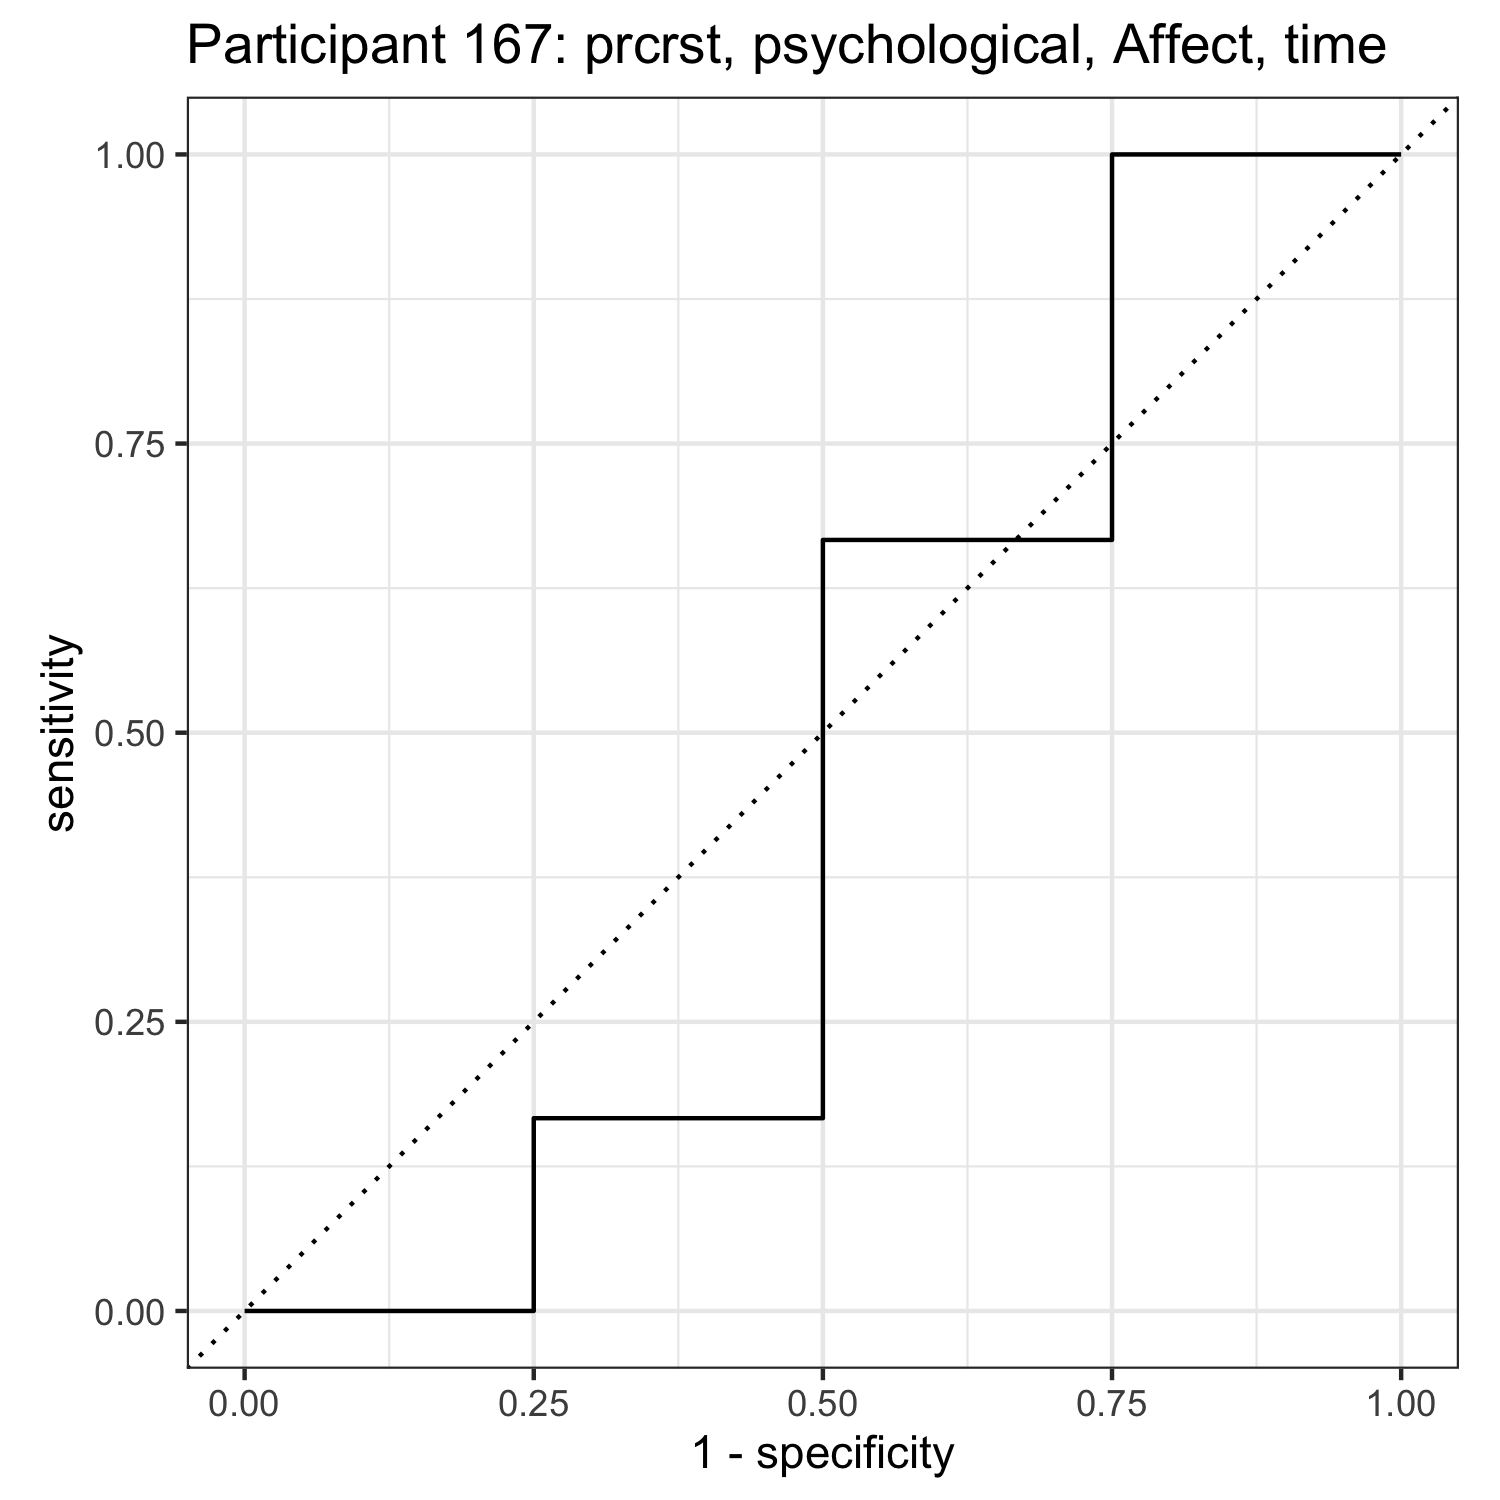 Participant 167: prcrst, psychological, Affect, time
1.00
0.75
0.50
0.25
0.00
sensitivity
0.00 0.25 0.50 0.75 1.00
1 - specificity